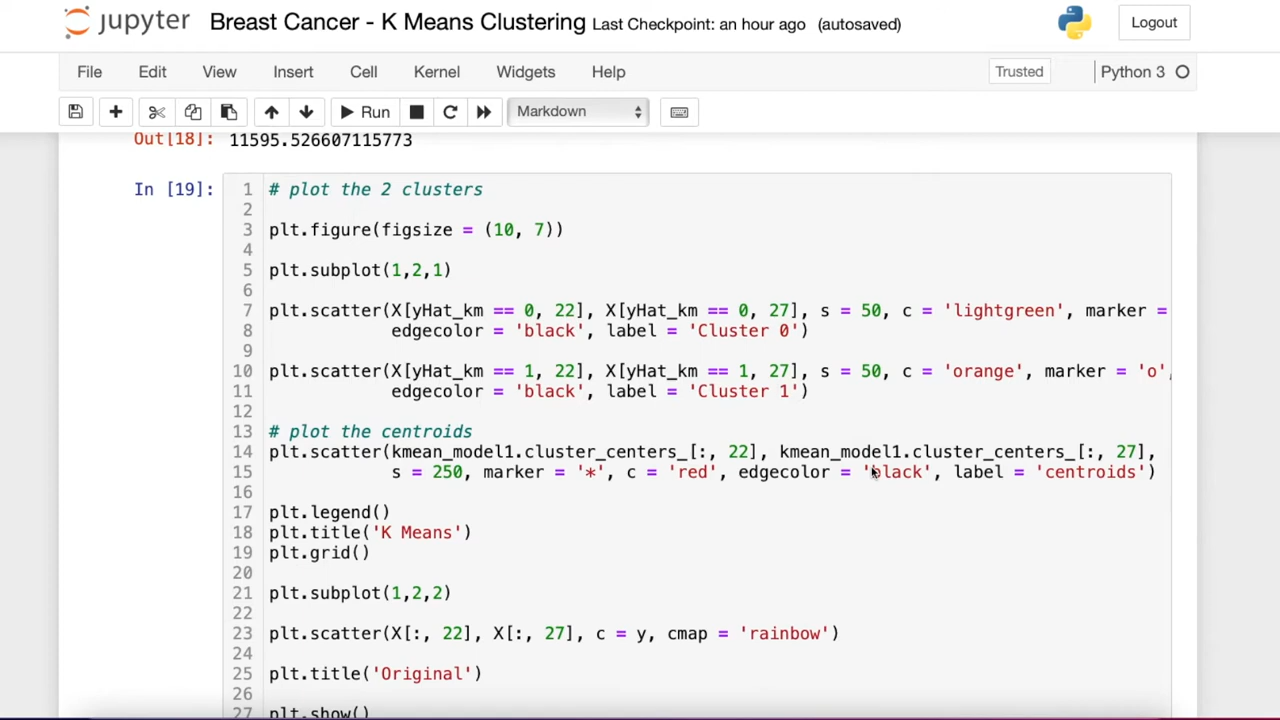 jupyter Breast Cancer - K Means Clustering Last Checkpoint: an hour ago (autosaved) Logout
File Edit View Insert Cell Kernel Widgets Help Trusted Python 3
Run Markdown
Out[18]: 11595.526607115773
In [19]:
1 # plot the 2 clusters
2
3 plt.figure(figsize = (10, 7))
4
5 plt.subplot(1,2,1)
6
7 plt.scatter(X[yHat_km == 0, 22], X[yHat_km == 0, 27], s = 50, c = 'lightgreen', marker =
8 edgecolor = 'black', label = 'Cluster 0')
9
10 plt.scatter(X[yHat_km == 1, 22], X[yHat_km == 1, 27], s = 50, c = 'orange', marker = 'o',
11 edgecolor = 'black', label = 'Cluster 1')
12
13 # plot the centroids
14 plt.scatter(kmean_model1.cluster_centers_[:, 22], kmean_model1.cluster_centers_[:, 27],
15 s = 250, marker = '*', c = 'red', edgecolor = 'black', label = 'centroids')
16
17 plt.legend()
18 plt.title('K Means')
19 plt.grid()
20
21 plt.subplot(1,2,2)
22
23 plt.scatter(X[:, 22], X[:, 27], c = y, cmap = 'rainbow')
24
25 plt.title('Original')
26
27 plt.show()